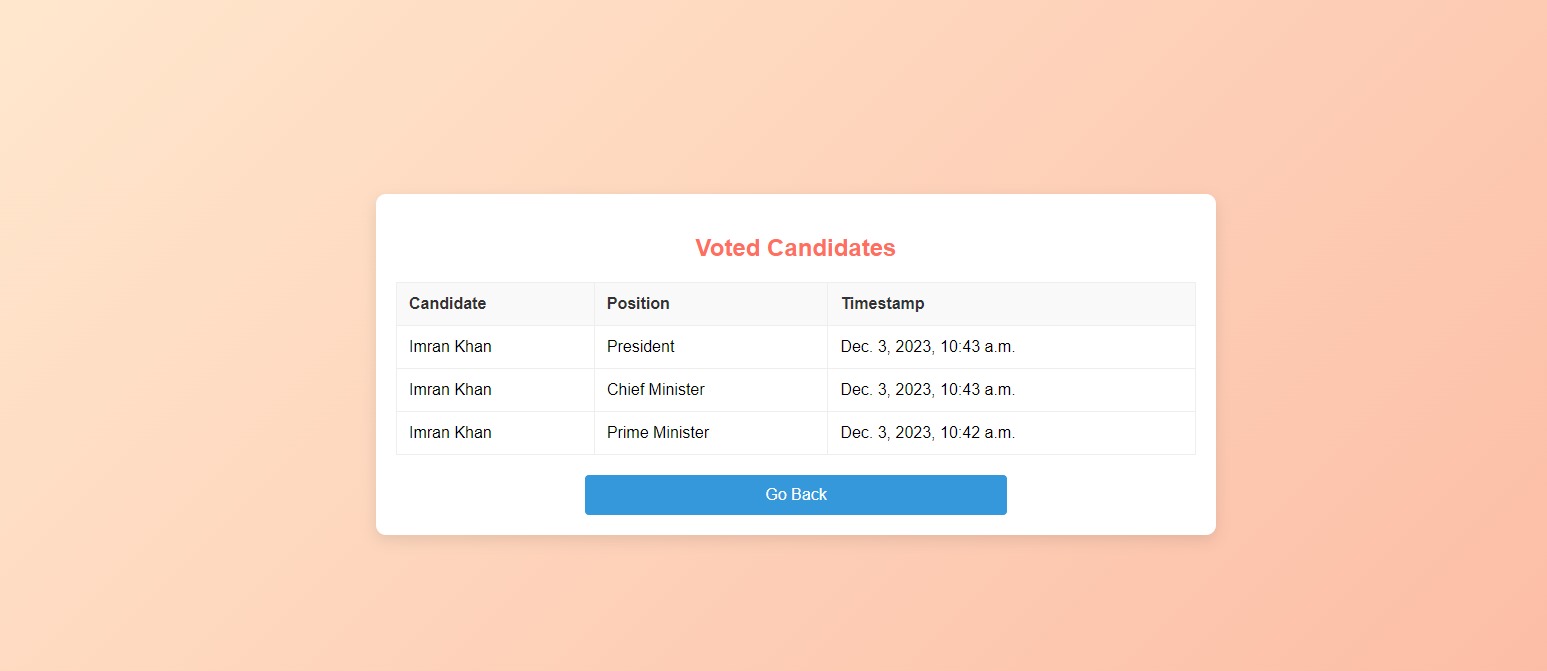 Voted Candidates
Candidate Position Timestamp
Imran Khan President Dec. 3, 2023, 10:43 a.m.
Imran Khan Chief Minister Dec. 3, 2023, 10:43 a.m.
Imran Khan Prime Minister Dec. 3, 2023, 10:42 a.m.
Go Back